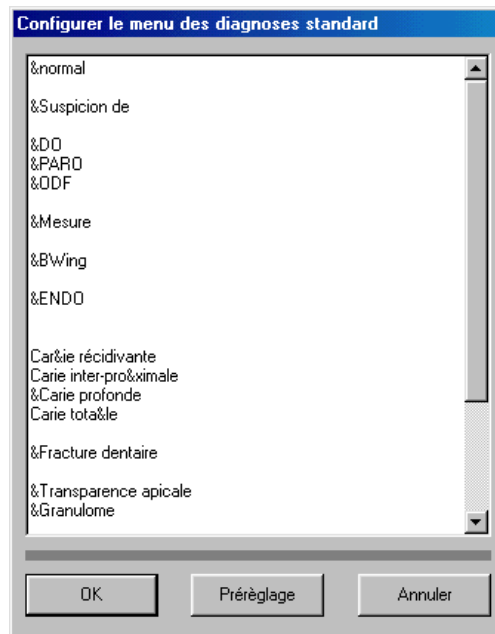 Configurer le menu des diagnoses standard
&normal
&Suspicion de
&DO
&PARO
&ODF
&Mesure
&BWing
&ENDO
Car&ie récidivante
Carie inter-pro&ximale
&Carie profonde
Carie tota&le
&Fracture dentaire
&Transparence apicale
&Granulome
OK
Prérèglage
Annuler